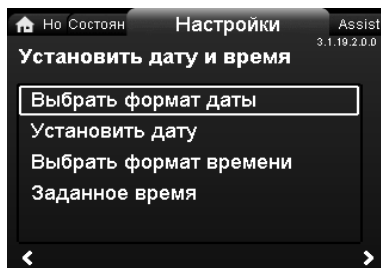 Но Состоян Настройки Assist
3.1.19.2.0.0
Установить дату и время
Выбрать формат даты
Установить дату
Выбрать формат времени
Заданное время